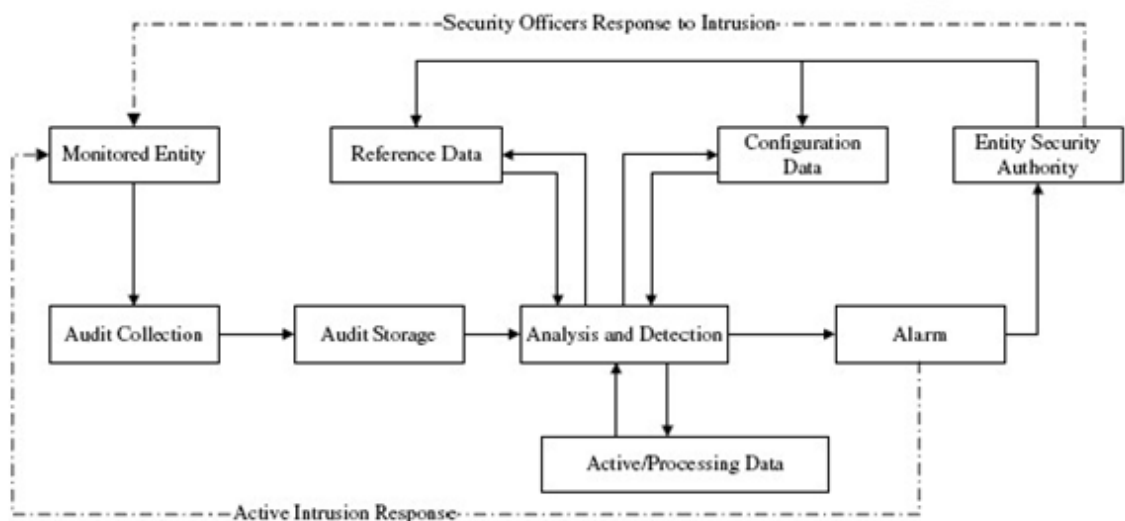 Security Officers Response to Intrusion
Monitored Entity
Reference Data
Configuration
Data
Entity Security
Authority
Audit Collection
Audit Storage
Analysis and Detection
Alarm
Active/Processing Data
Active Intrusion Response